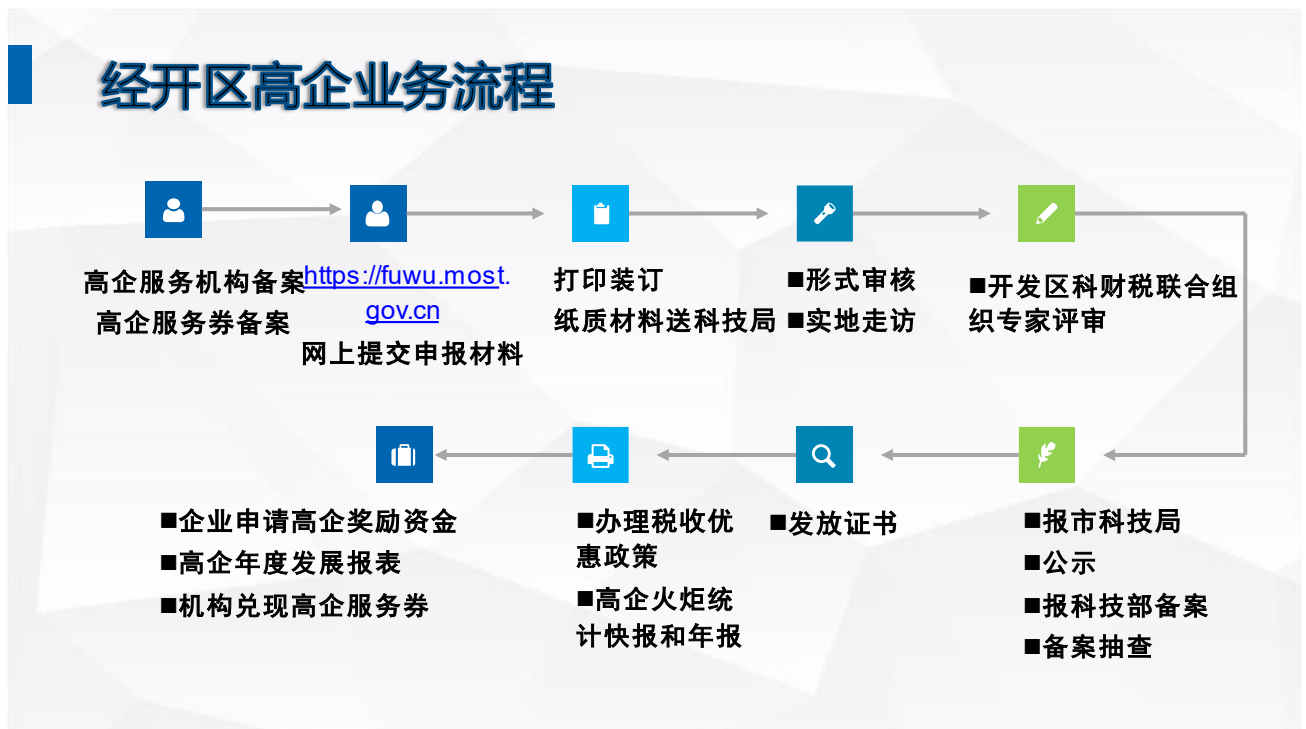 经开区高企业务流程
高企服务机构备案
高企服务券备案
https://fuwu.most.
gov.cn
网上提交申报材料
打印装订
纸质材料送科技局
■形式审核
■实地走访
■开发区科财税联合组
织专家评审
■企业申请高企奖励资金
■高企年度发展报表
■机构兑现高企服务券
■办理税收优
惠政策
■高企火炬统
计快报和年报
■发放证书
■报市科技局
■公示
■报科技部备案
■备案抽查